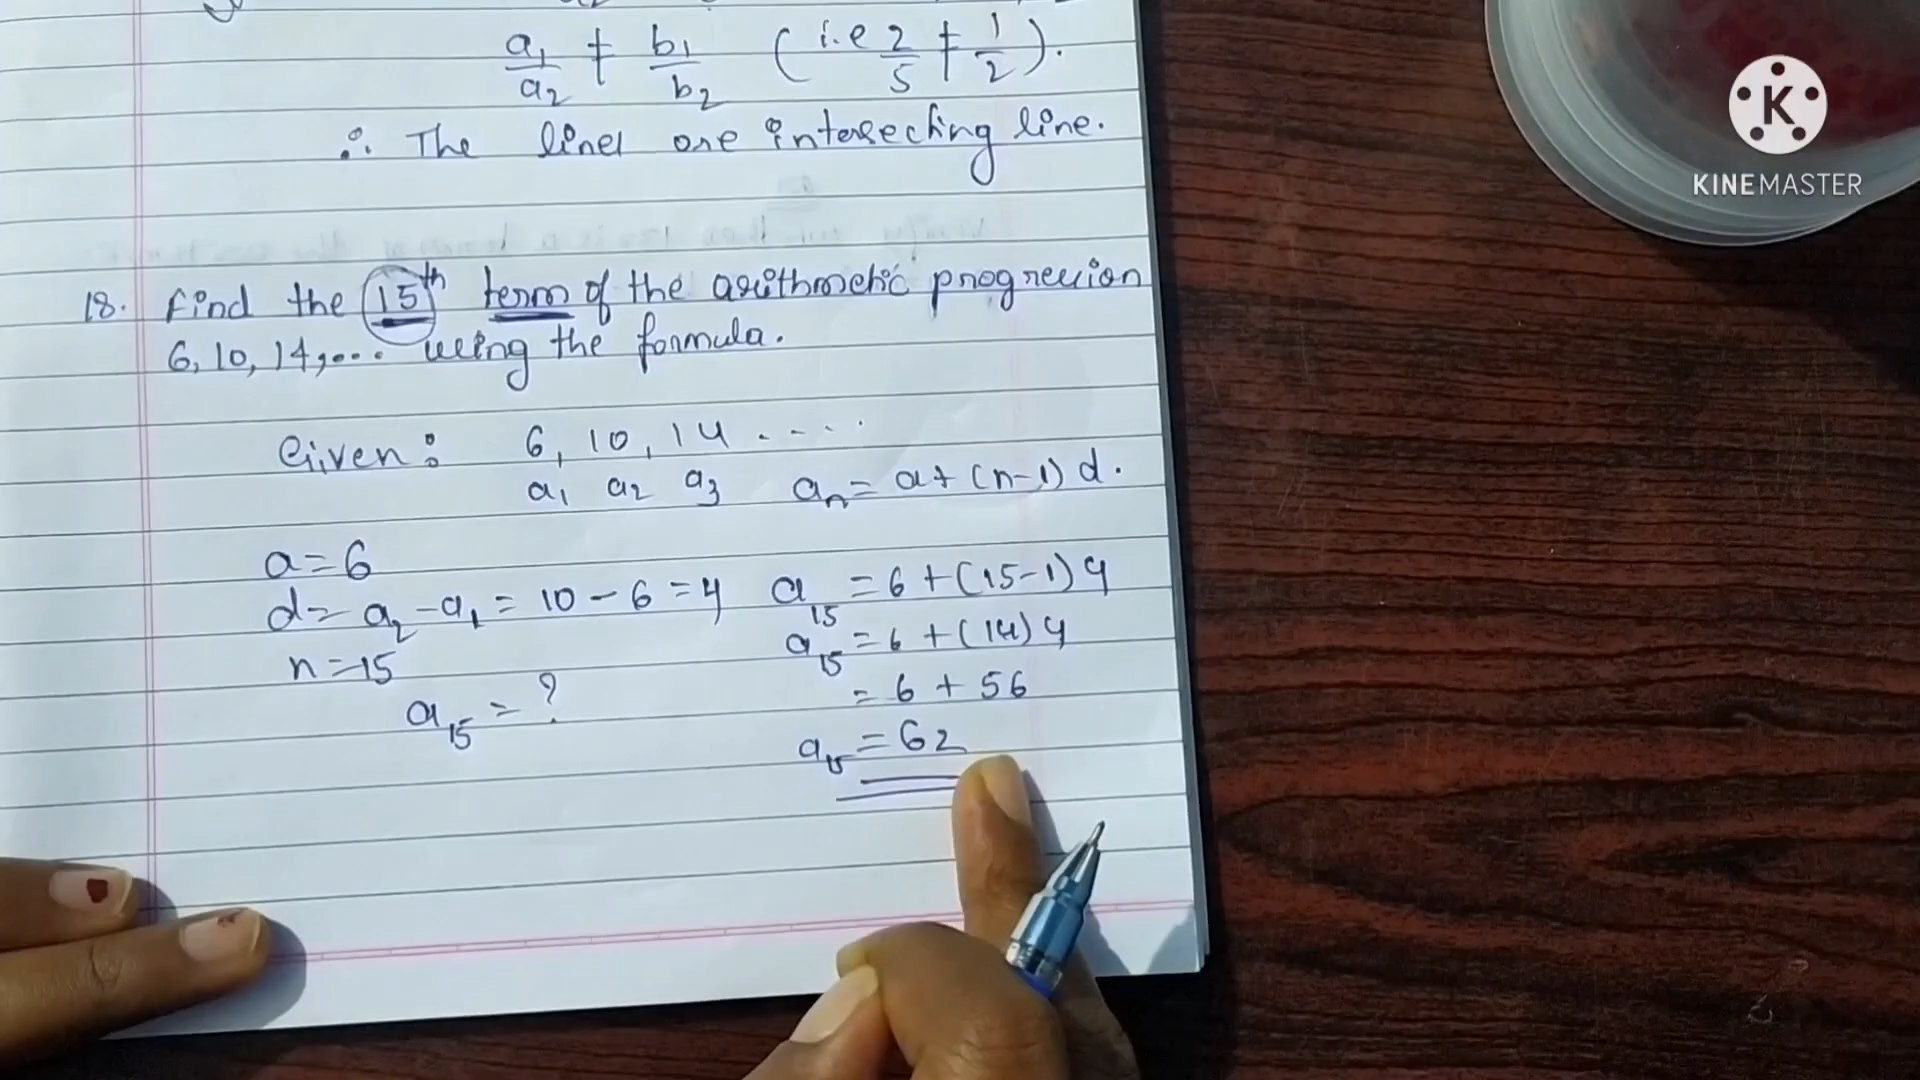 a1/a2 ≠ b1/b2 (i.e 2/5 ≠ 1/2).
∴ The lines are intersecting line.
K
KINEMASTER
18. Find the 15th term of the arithmetic progression
6, 10, 14,... using the formula.
Given: 6, 10, 14 ....
a1 a2 a3 an = a + (n-1) d.
a = 6
d = a2 - a1 = 10 - 6 = 4
n = 15
a15 = ?
a15 = 6 + (15-1) 4
a15 = 6 + (14) 4
= 6 + 56
a15 = 62